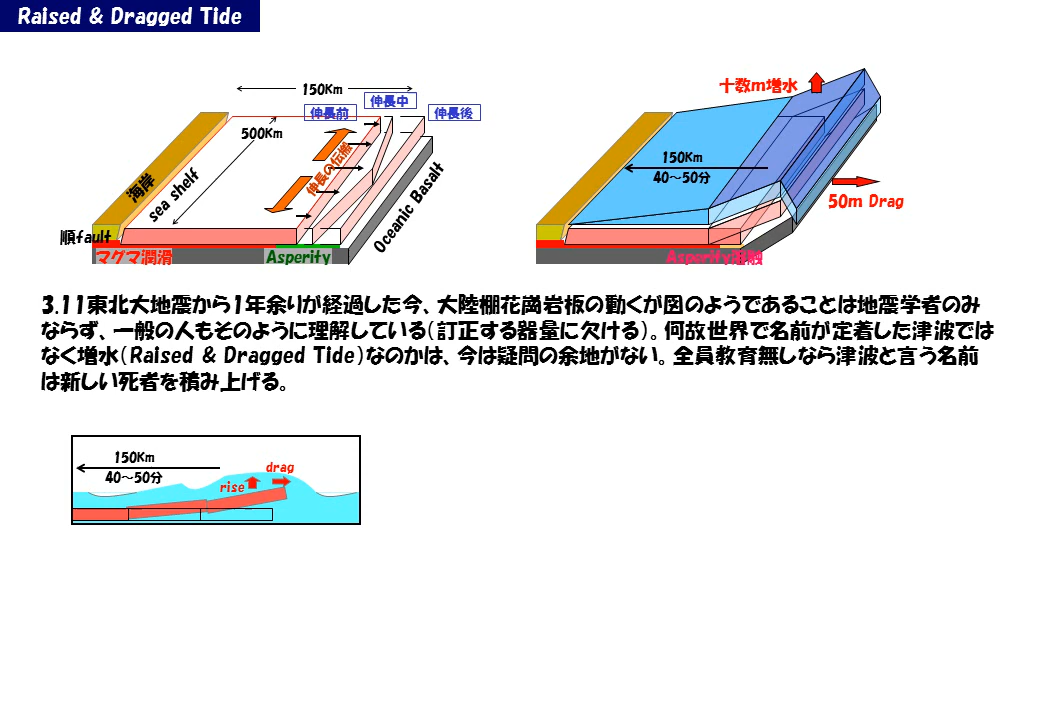 Raised & Dragged Tide
150Km
伸長前
伸長中
伸長後
500Km
伸長の伝搬
海岸
sea shelf
Oceanic Basalt
順fault
マグマ潤滑
Asperity
十数m増水
150Km
40～50分
50m Drag
Asperity溶融
3.11東北大地震から1年余りが経過した今、大陸棚花崗岩板の動くが図のようであることは地震学者のみ
ならず、一般の人もそのように理解している(訂正する器量に欠ける)。何故世界で名前が定着した津波では
なく増水(Raised & Dragged Tide)なのかは、今は疑問の余地がない。全員教育無しなら津波と言う名前
は新しい死者を積み上げる。
150Km
40～50分
rise
drag